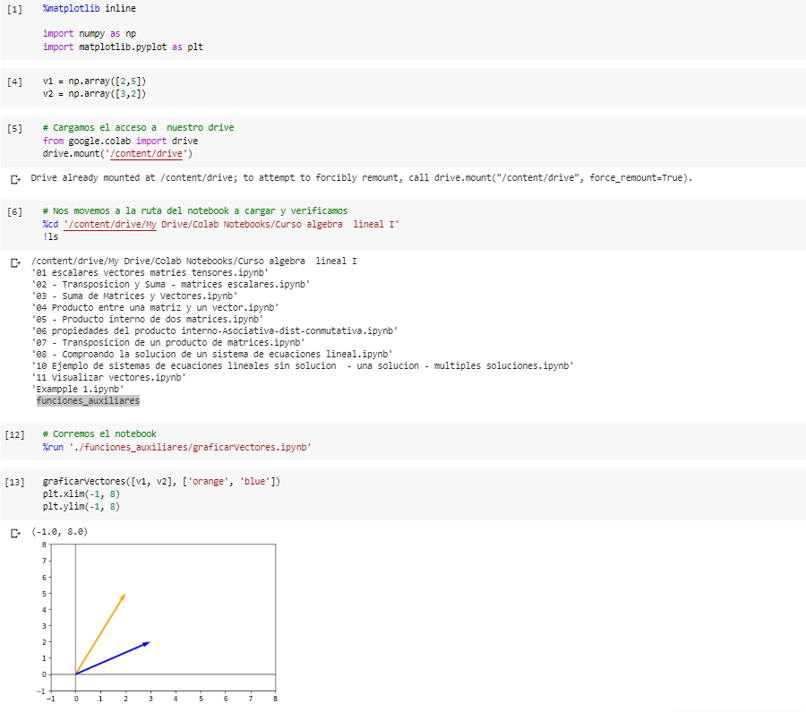 [1] %matplotlib inline
import numpy as np
import matplotlib.pyplot as plt
[4] v1 = np.array([2,5])
v2 = np.array([3,2])
[5] # Cargamos el acceso a  nuestro drive
from google.colab import drive
drive.mount('/content/drive')
Drive already mounted at /content/drive; to attempt to forcibly remount, call drive.mount("/content/drive", force_remount=True).
[6] # Nos movemos a la ruta del notebook a cargar y verificamos
%cd '/content/drive/My Drive/Colab Notebooks/Curso algebra  lineal I'
!ls
/content/drive/My Drive/Colab Notebooks/Curso algebra  lineal I
'01 escalares vectores matries tensores.ipynb'
'02 - Transposicion y Suma - matrices escalares.ipynb'
'03 - Suma de Matrices y Vectores.ipynb'
'04 Producto entre una matriz y un vector.ipynb'
'05 - Producto interno de dos matrices.ipynb'
'06 propiedades del producto interno-Asociativa-dist-conmutativa.ipynb'
'07 - Transposicion de un producto de matrices.ipynb'
'08 - Comproando la solucion de un sistema de ecuaciones lineal.ipynb'
'10 Ejemplo de sistemas de ecuaciones lineales sin solucion  - una solucion - multiples soluciones.ipynb'
'11 Visualizar vectores.ipynb'
'Exampple 1.ipynb'
funciones_auxiliares
[12] # Corremos el notebook
%run './funciones_auxiliares/graficarVectores.ipynb'
[13] graficarVectores([v1, v2], ['orange', 'blue'])
plt.xlim(-1, 8)
plt.ylim(-1, 8)
(-1.0, 8.0)
8
7
6
5
4
3
2
1
0
−1
−1 0 1 2 3 4 5 6 7 8